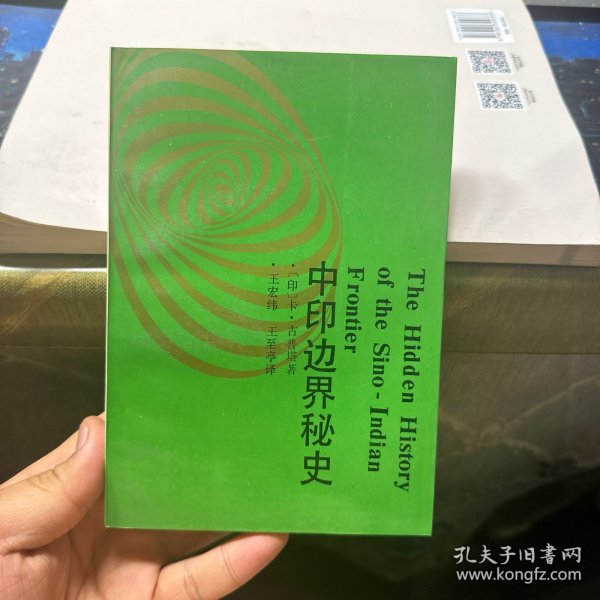 The Hidden History
of the Sino-Indian
Frontier
中印边界秘史
·〔印〕卡·古普塔著
·王宏纬 王至亭译
孔夫子旧书网
www.kongfz.com